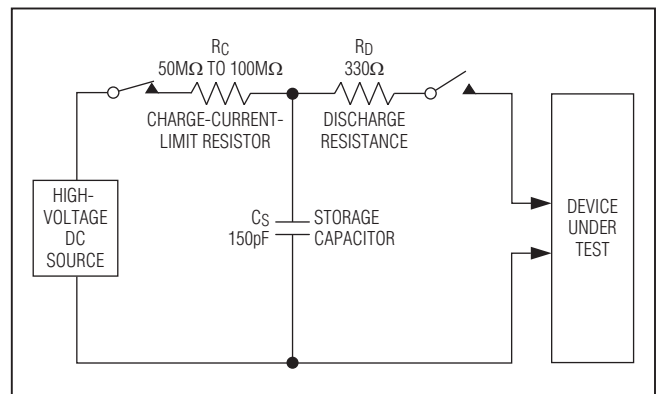 RC
50MΩ TO 100MΩ
CHARGE-CURRENT-
LIMIT RESISTOR
RD
330Ω
DISCHARGE
RESISTANCE
HIGH-
VOLTAGE
DC
SOURCE
CS
150pF
STORAGE
CAPACITOR
DEVICE
UNDER
TEST